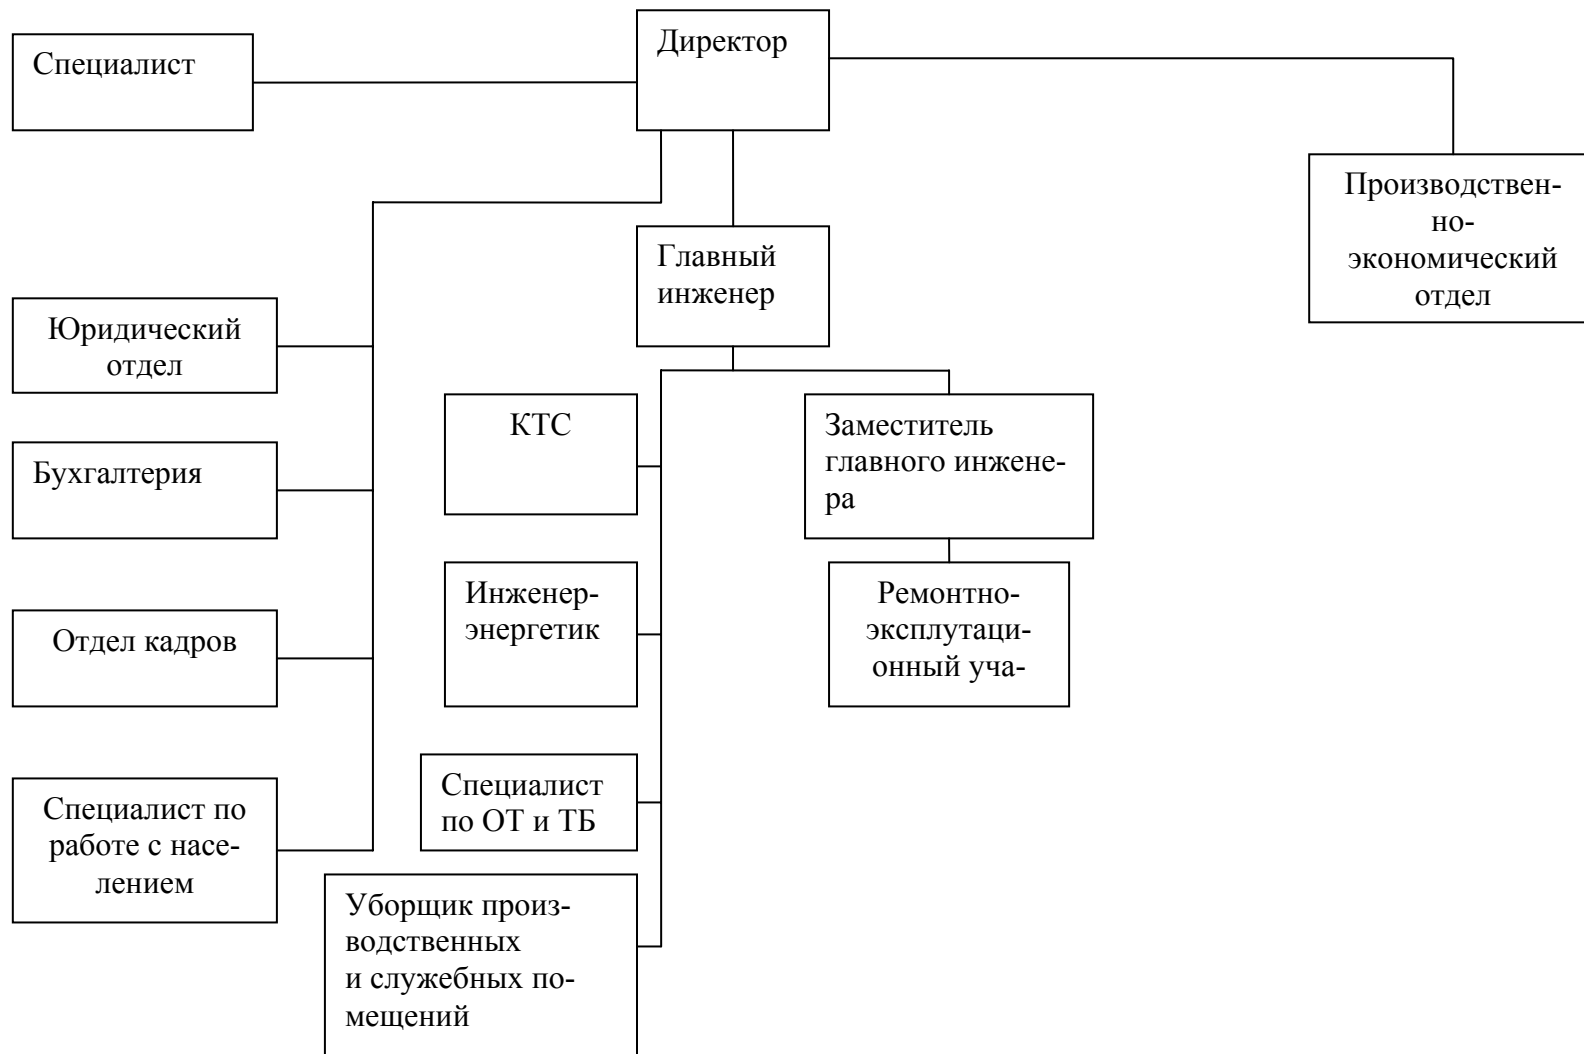 Директор
Специалист
Производствен-
но-
экономический
отдел
Главный
инженер
Юридический
отдел
КТС
Заместитель
главного инжене-
ра
Бухгалтерия
Инженер-
энергетик
Ремонтно-
эксплутаци-
онный уча-
Отдел кадров
Специалист
по ОТ и ТБ
Специалист по
работе с насе-
лением
Уборщик произ-
водственных
и служебных по-
мещений